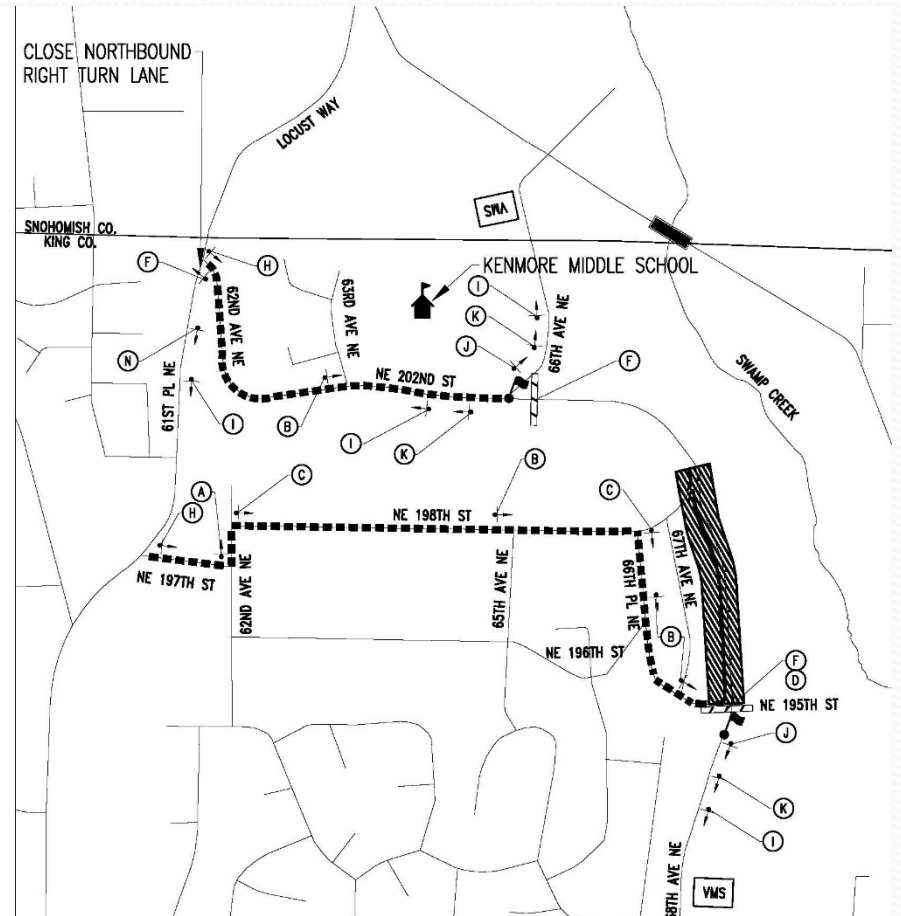 CLOSE NORTHBOUND
RIGHT TURN LANE
LOCUST WAY
VMS
SNOHOMISH CO.
KING CO.
F
H
KENMORE MIDDLE SCHOOL
62ND AVE NE
63RD AVE NE
I
K
J
66TH AVE NE
N
NE 202ND ST
F
SWAMP CREEK
61ST PL NE
I
B
I
K
B
C
C
A
H
NE 198TH ST
NE 197TH ST
62ND AVE NE
65TH AVE NE
66TH PL NE
67TH AVE NE
B
NE 196TH ST
F
D
NE 195TH ST
J
K
I
68TH AVE NE
VMS